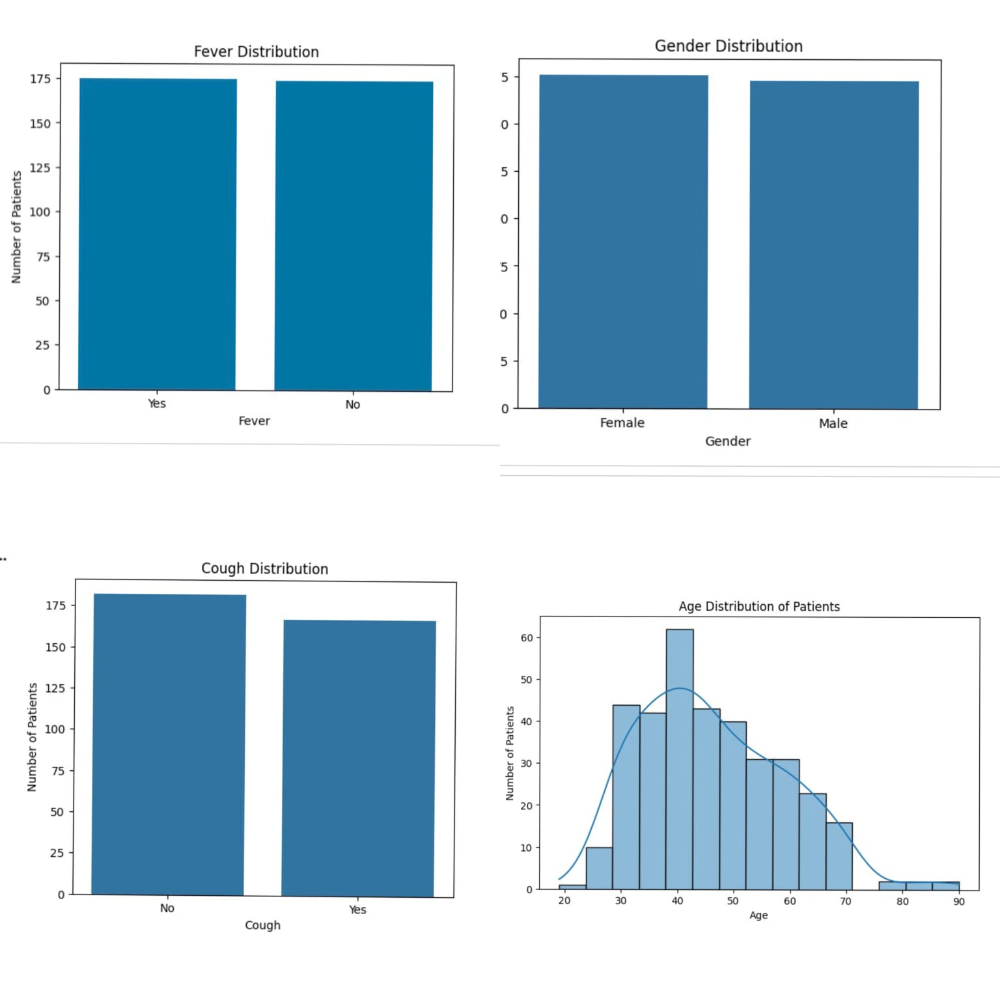 Fever Distribution
175
150
125
100
75
50
25
0
Number of Patients
Yes No
Fever
Gender Distribution
5
0
5
0
5
0
5
0
Female Male
Gender
..
Cough Distribution
175
150
125
100
75
50
25
0
Number of Patients
No Yes
Cough
Age Distribution of Patients
60
50
40
30
20
10
0
Number of Patients
20 30 40 50 60 70 80 90
Age